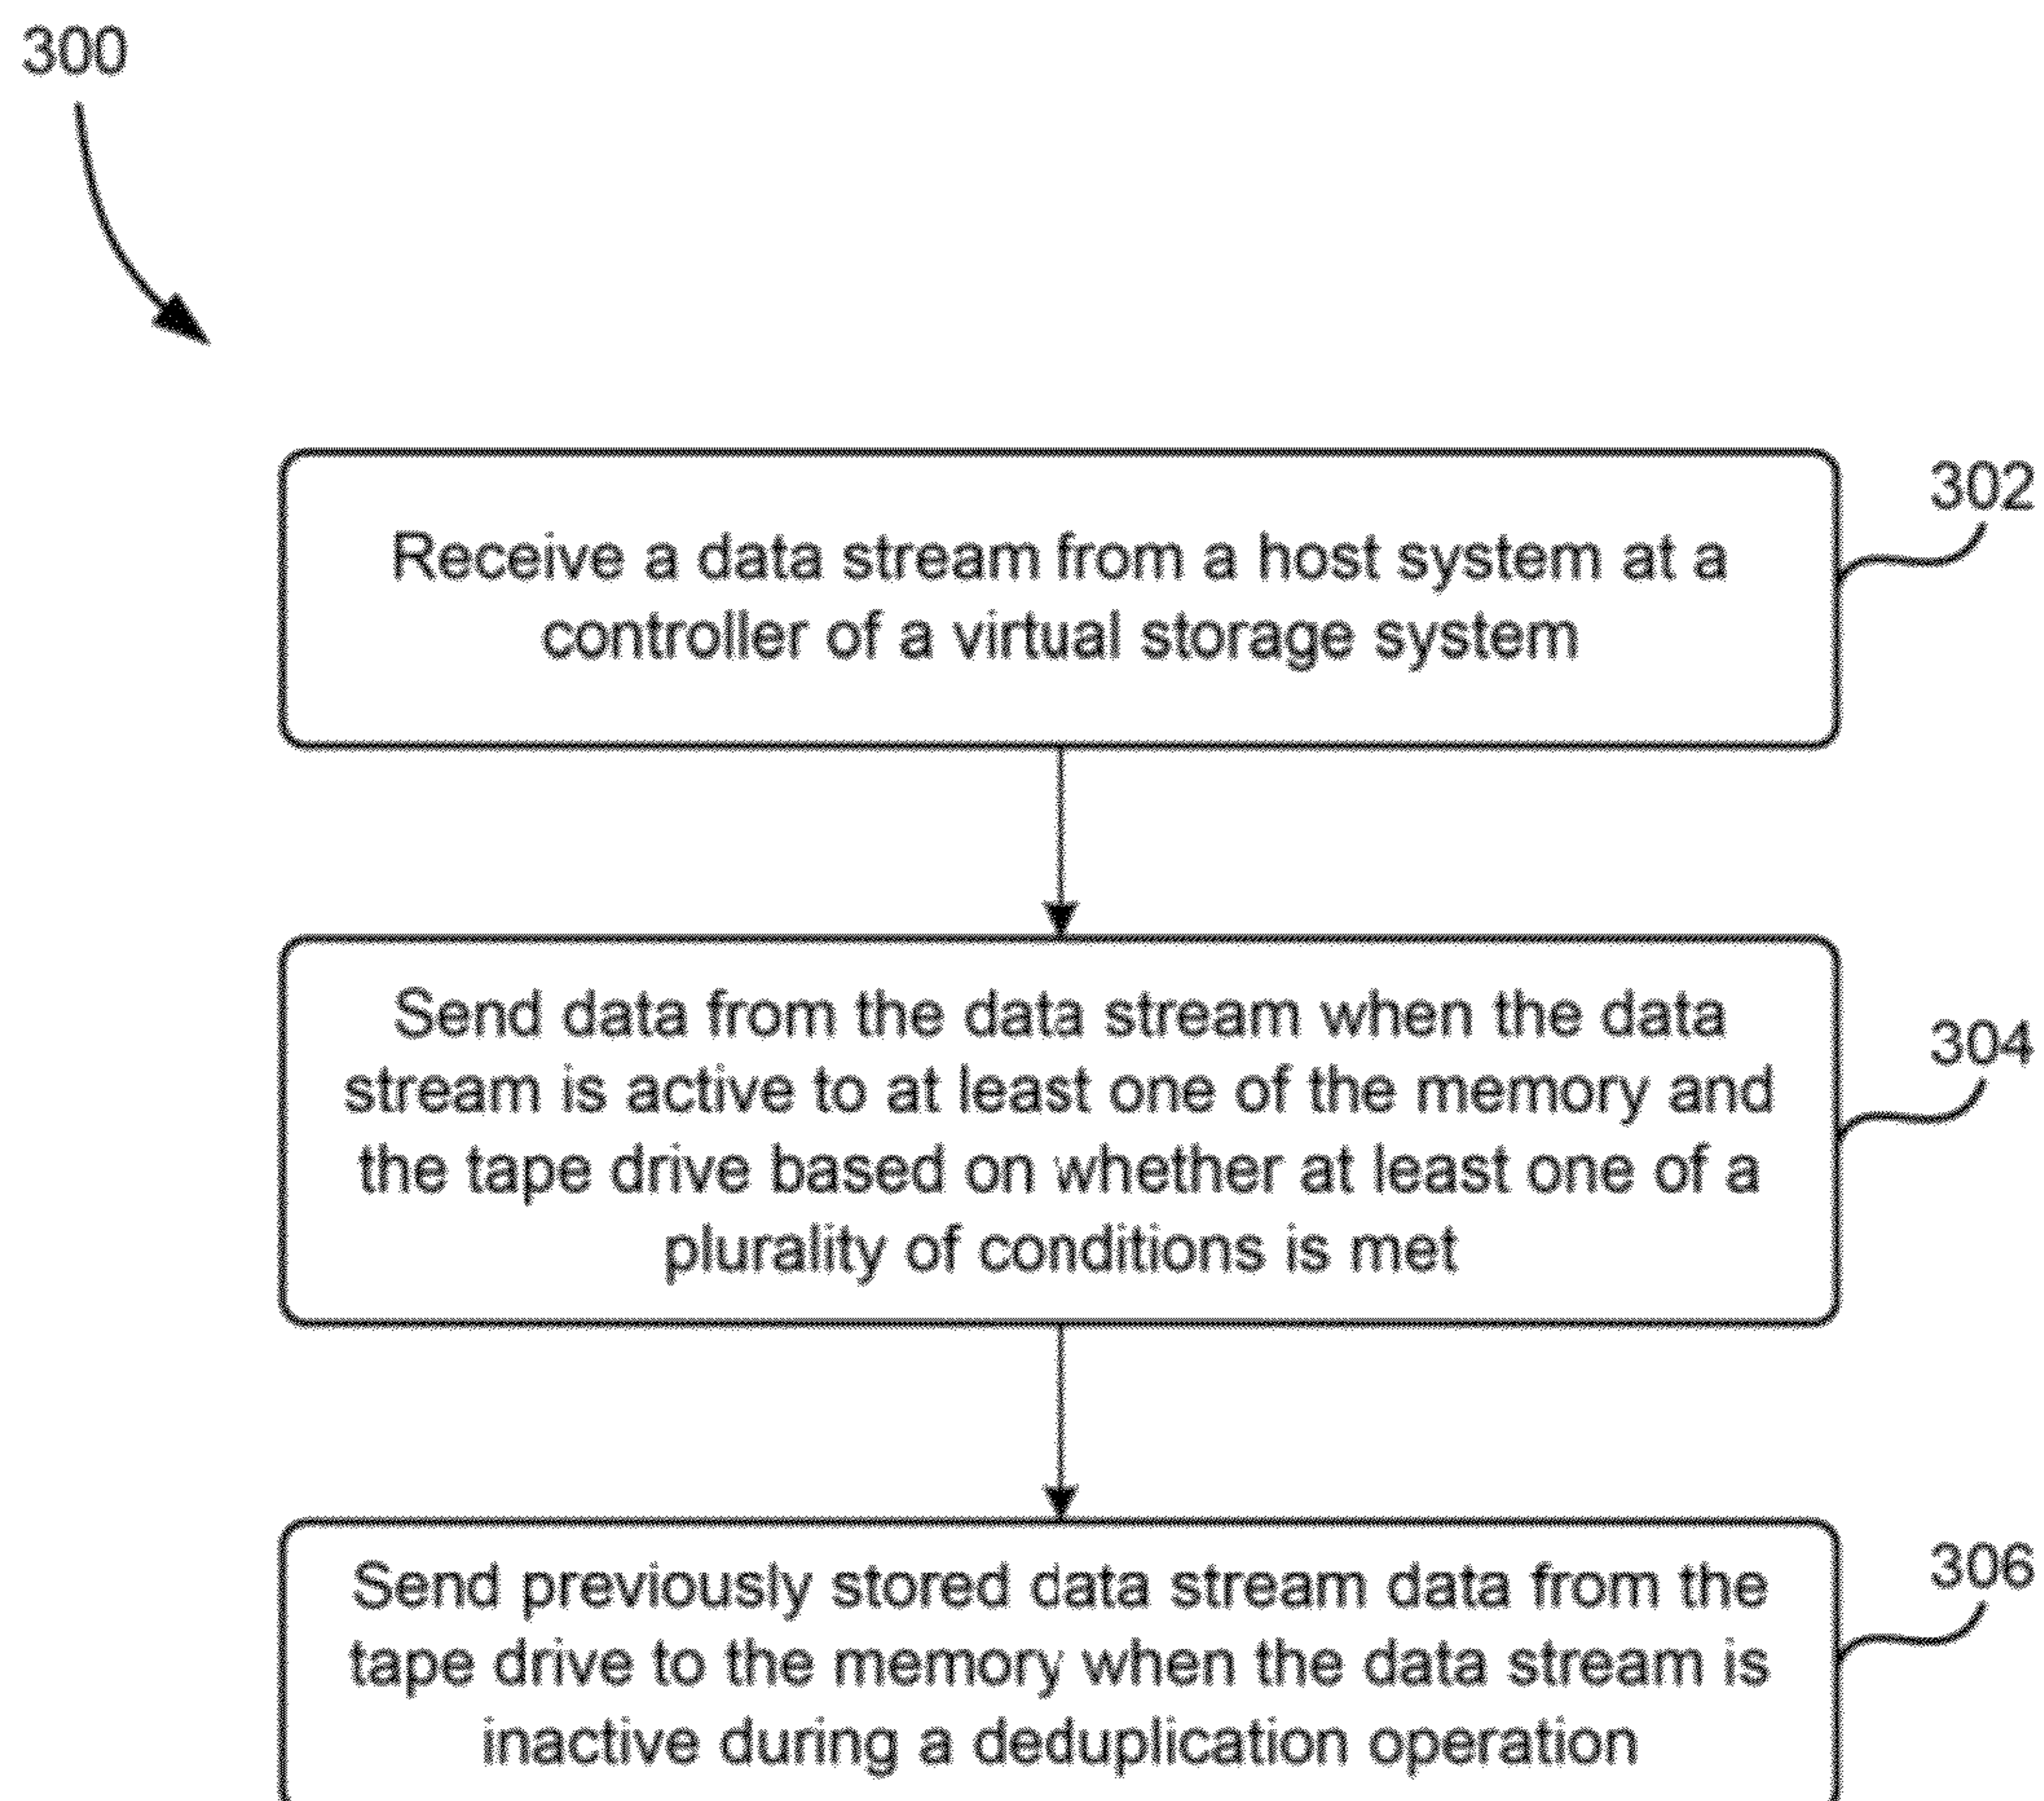 300
302
Receive a data stream from a host system at a
controller of a virtual storage system
304
Send data from the data stream when the data
stream is active to at least one of the memory and
the tape drive based on whether at least one of a
plurality of conditions is met
306
Send previously stored data stream data from the
tape drive to the memory when the data stream is
inactive during a deduplication operation